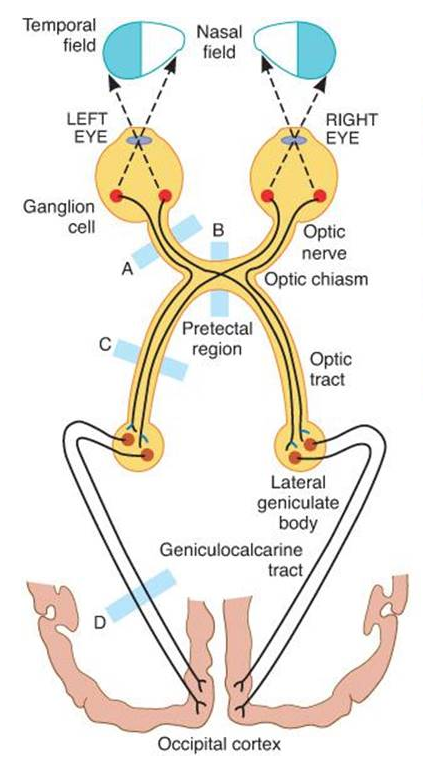 Temporal
field
Nasal
field
LEFT
EYE
RIGHT
EYE
Ganglion
cell
A
B
Optic
nerve
Optic chiasm
C
Pretectal
region
Optic
tract
Lateral
geniculate
body
Geniculocalcarine
tract
D
Occipital cortex